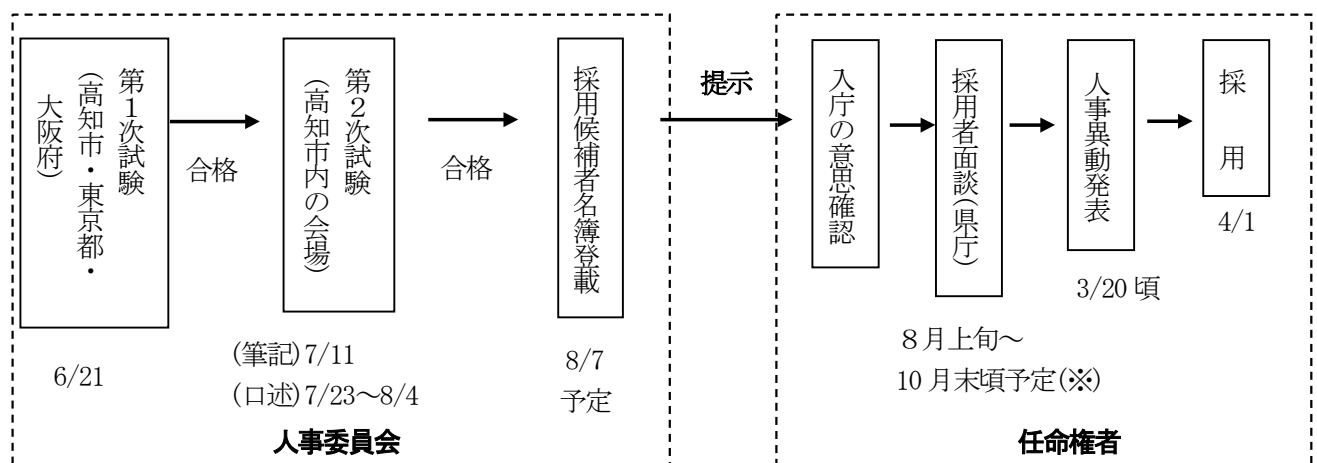 第１次試験
(高知市・東京都・
大阪府)
合格
第２次試験
(高知市内の会場)
合格
採用候補者名簿登載
提示
入庁の意思確認
採用者面談(県庁)
人事異動発表
採　用
6/21
(筆記) 7/11
(口述) 7/23～8/4
8/7
予定
８月上旬～
10月末頃予定(※)
3/20頃
4/1
人事委員会
任命権者